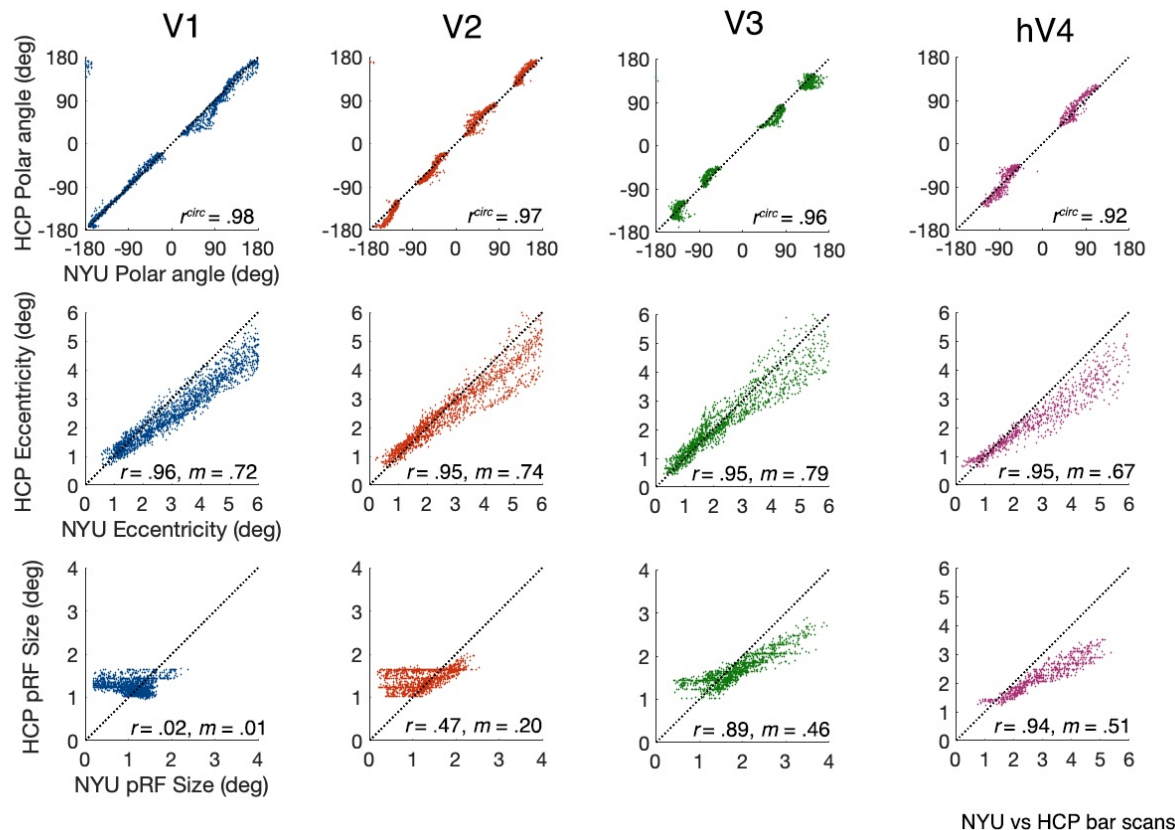 V1 V2 V3 hV4
HCP Polar angle (deg)
180 180 180 180
90 90 90 90
0 0 0 0
-90 -90 -90 -90
-180 -180 -180 -180
r^circ = .98 r^circ = .97 r^circ = .96 r^circ = .92
-180 -90 0 90 180 -180 -90 0 90 180 -180 -90 0 90 180 -180 -90 0 90 180
NYU Polar angle (deg)
HCP Eccentricity (deg)
6 6 6 6
5 5 5 5
4 4 4 4
3 3 3 3
2 2 2 2
1 1 1 1
0 0 0 0
r = .96, m = .72 r = .95, m = .74 r = .95, m = .79 r = .95, m = .67
0 1 2 3 4 5 6 0 1 2 3 4 5 6 0 1 2 3 4 5 6 0 1 2 3 4 5 6
NYU Eccentricity (deg)
HCP pRF Size (deg)
4 4 4 6
3 3 3 5
2 2 2 4
1 1 1 3
0 0 0 2
1
0
r = .02, m = .01 r = .47, m = .20 r = .89, m = .46 r = .94, m = .51
0 1 2 3 4 0 1 2 3 4 0 1 2 3 4 0 1 2 3 4 5 6
NYU pRF Size (deg)
NYU vs HCP bar scans